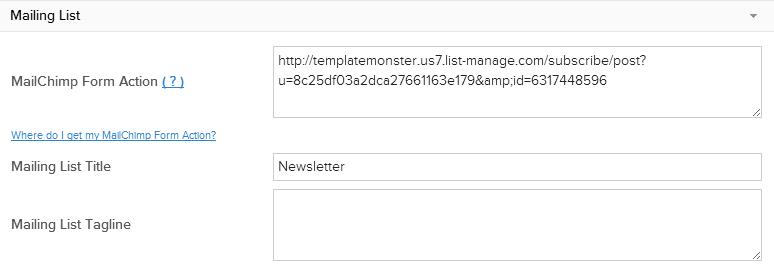 Mailing List
MailChimp Form Action ( ? )
http://templatemonster.us7.list-manage.com/subscribe/post?
u=8c25df03a2dca27661163e179&amp;id=6317448596
Where do I get my MailChimp Form Action?
Mailing List Title
Newsletter
Mailing List Tagline